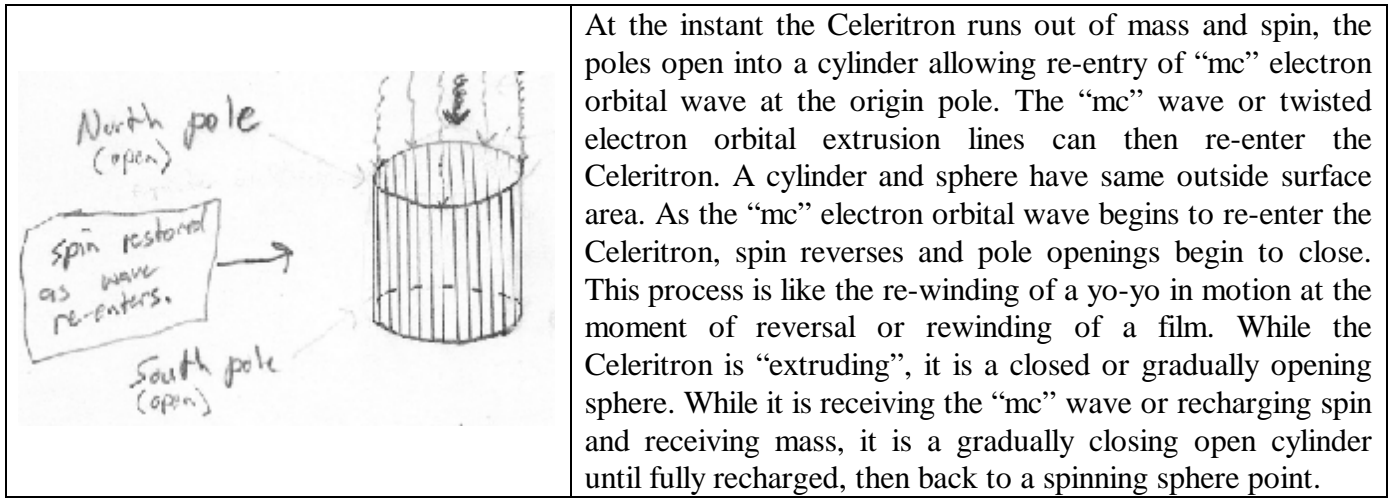 North pole
(open)
spin restored
as wave
re-enters.
South pole
(open)
At the instant the Celeritron runs out of mass and spin, the
poles open into a cylinder allowing re-entry of “mc” electron
orbital wave at the origin pole. The “mc” wave or twisted
electron orbital extrusion lines can then re-enter the
Celeritron. A cylinder and sphere have same outside surface
area. As the “mc” electron orbital wave begins to re-enter the
Celeritron, spin reverses and pole openings begin to close.
This process is like the re-winding of a yo-yo in motion at the
moment of reversal or rewinding of a film. While the
Celeritron is “extruding”, it is a closed or gradually opening
sphere. While it is receiving the “mc” wave or recharging spin
and receiving mass, it is a gradually closing open cylinder
until fully recharged, then back to a spinning sphere point.